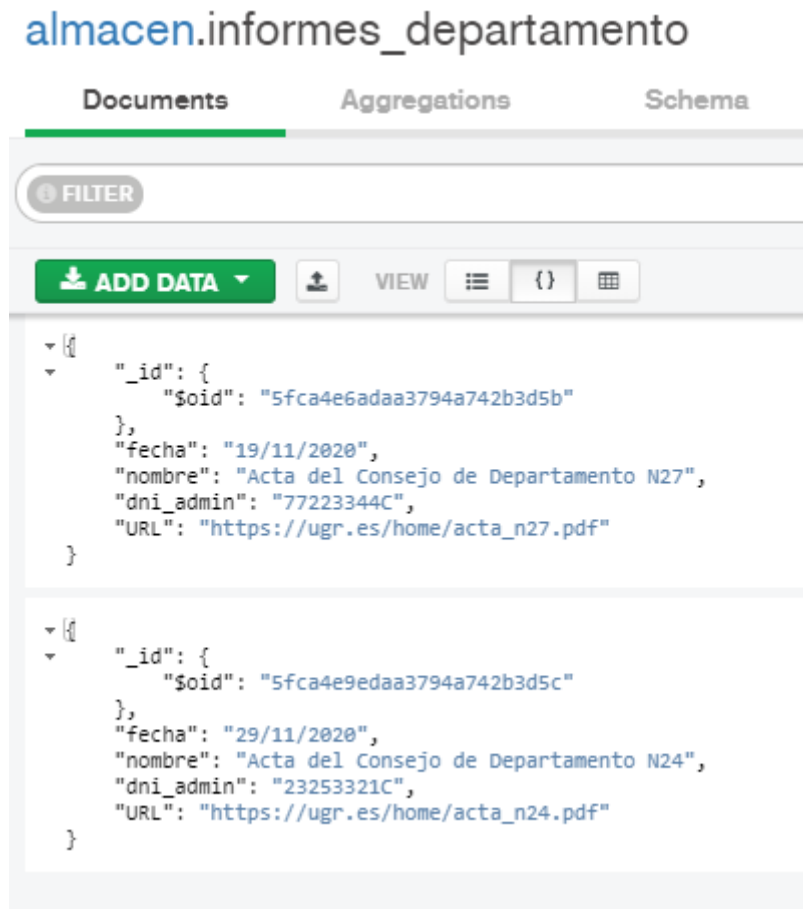 almacen.informes_departamento
Documents Aggregations Schema
FILTER
ADD DATA VIEW {}
{
"_id": {
"$oid": "5fca4e6adaa3794a742b3d5b"
},
"fecha": "19/11/2020",
"nombre": "Acta del Consejo de Departamento N27",
"dni_admin": "77223344C",
"URL": "https://ugr.es/home/acta_n27.pdf"
}
{
"_id": {
"$oid": "5fca4e9edaa3794a742b3d5c"
},
"fecha": "29/11/2020",
"nombre": "Acta del Consejo de Departamento N24",
"dni_admin": "23253321C",
"URL": "https://ugr.es/home/acta_n24.pdf"
}